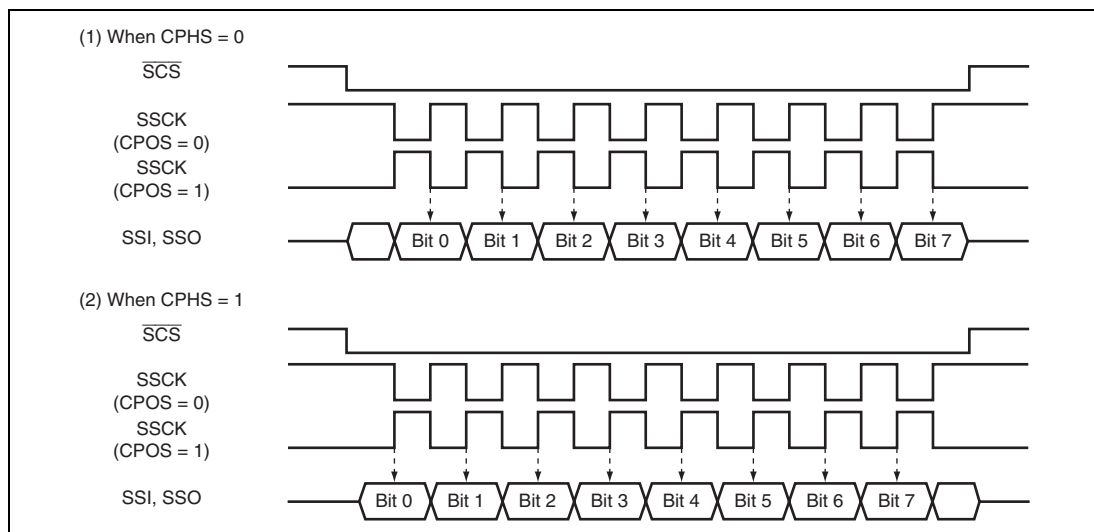 (1) When CPHS = 0
SCS
SSCK
(CPOS = 0)
SSCK
(CPOS = 1)
SSI, SSO
Bit 0 Bit 1 Bit 2 Bit 3 Bit 4 Bit 5 Bit 6 Bit 7
(2) When CPHS = 1
SCS
SSCK
(CPOS = 0)
SSCK
(CPOS = 1)
SSI, SSO
Bit 0 Bit 1 Bit 2 Bit 3 Bit 4 Bit 5 Bit 6 Bit 7